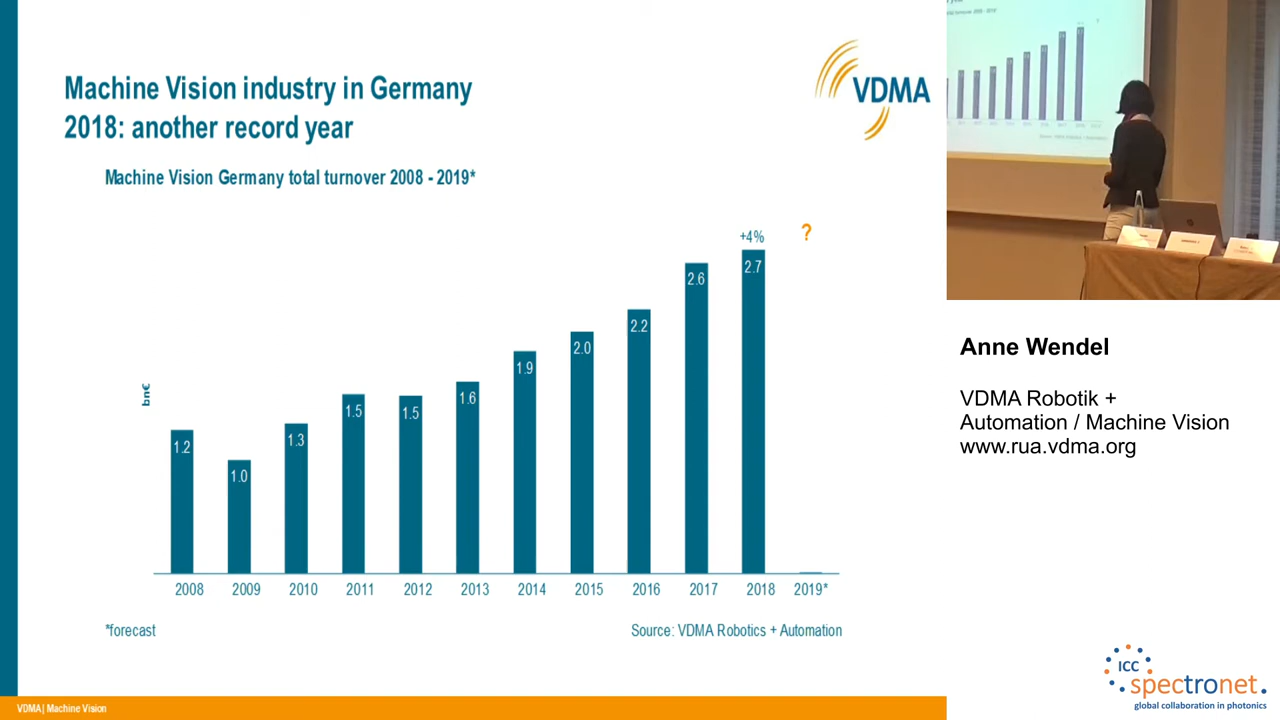 Machine Vision industry in Germany
2018: another record year
VDMA
Machine Vision Germany total turnover 2008 - 2019*
bn€
+4%
?
1.2
1.0
1.3
1.5
1.5
1.6
1.9
2.0
2.2
2.6
2.7
2008
2009
2010
2011
2012
2013
2014
2015
2016
2017
2018
2019*
*forecast
Source: VDMA Robotics + Automation
VDMA | Machine Vision
Anne Wendel
VDMA Robotik +
Automation / Machine Vision
www.rua.vdma.org
ICC
spectronet.
global collaboration in photonics